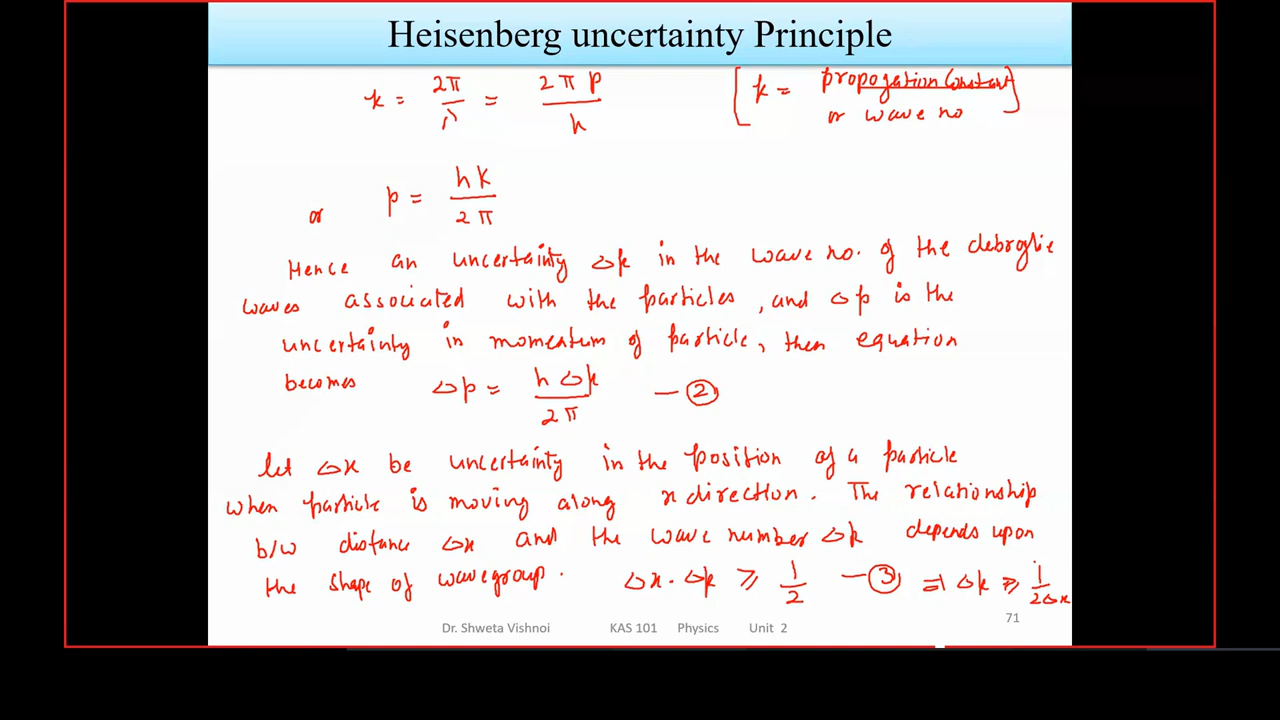 Heisenberg uncertainty Principle
k = 2π/λ = 2πp/h [k = propogation constant
or wave no]
or p = hk/2π
Hence an uncertainty Δk in the wave no. of the debroglie
waves associated with the particles, and Δp is the
uncertainty in momentum of particle, then equation
becomes Δp = hΔk/2π — ②
let Δx be uncertainty in the position of a particle
when particle is moving along x direction. The relationship
b/w distance Δx and the wave number Δk depends upon
the shape of wavegroup. Δx . Δk ≥ 1/2 — ③ ⇒ Δk ≥ 1/2Δx
Dr. Shweta Vishnoi KAS 101 Physics Unit 2 71